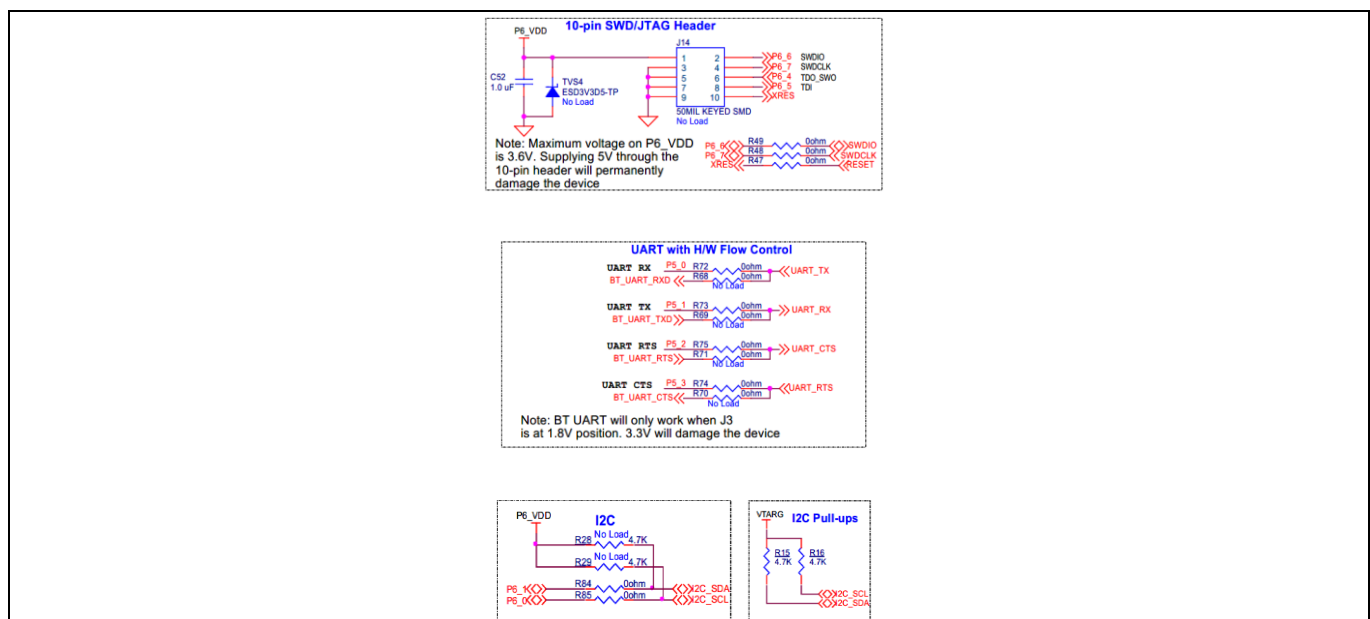 10-pin SWD/JTAG Header
P6_VDD
J14
1 2 P6_6 SWDIO
3 4 P6_7 SWDCLK
5 6 P6_4 TDO_SWO
7 8 P6_5 TDI
9 10 XRES
C52
1.0 uF
TVS4
ESD3V3D5-TP
No Load
50MIL KEYED SMD
No Load
Note: Maximum voltage on P6_VDD
is 3.6V. Supplying 5V through the
10-pin header will permanently
damage the device
P6_6 R49 0ohm SWDIO
P6_7 R48 0ohm SWDCLK
XRES R47 0ohm RESET
UART with H/W Flow Control
UART RX P5_0 R72 0ohm UART_TX
BT_UART_RXD R68 0ohm
No Load
UART TX P5_1 R73 0ohm UART_RX
BT_UART_TXD R69 0ohm
No Load
UART RTS P5_2 R75 0ohm UART_CTS
BT_UART_RTS R71 0ohm
No Load
UART CTS P5_3 R74 0ohm UART_RTS
BT_UART_CTS R70 0ohm
No Load
Note: BT UART will only work when J3
is at 1.8V position. 3.3V will damage the device
P6_VDD
I2C
No Load
R28 4.7K
No Load
R29 4.7K
P6_1 R84 0ohm I2C_SDA
P6_0 R85 0ohm I2C_SCL
VTARG
I2C Pull-ups
R15 R16
4.7K 4.7K
I2C_SCL
I2C_SDA